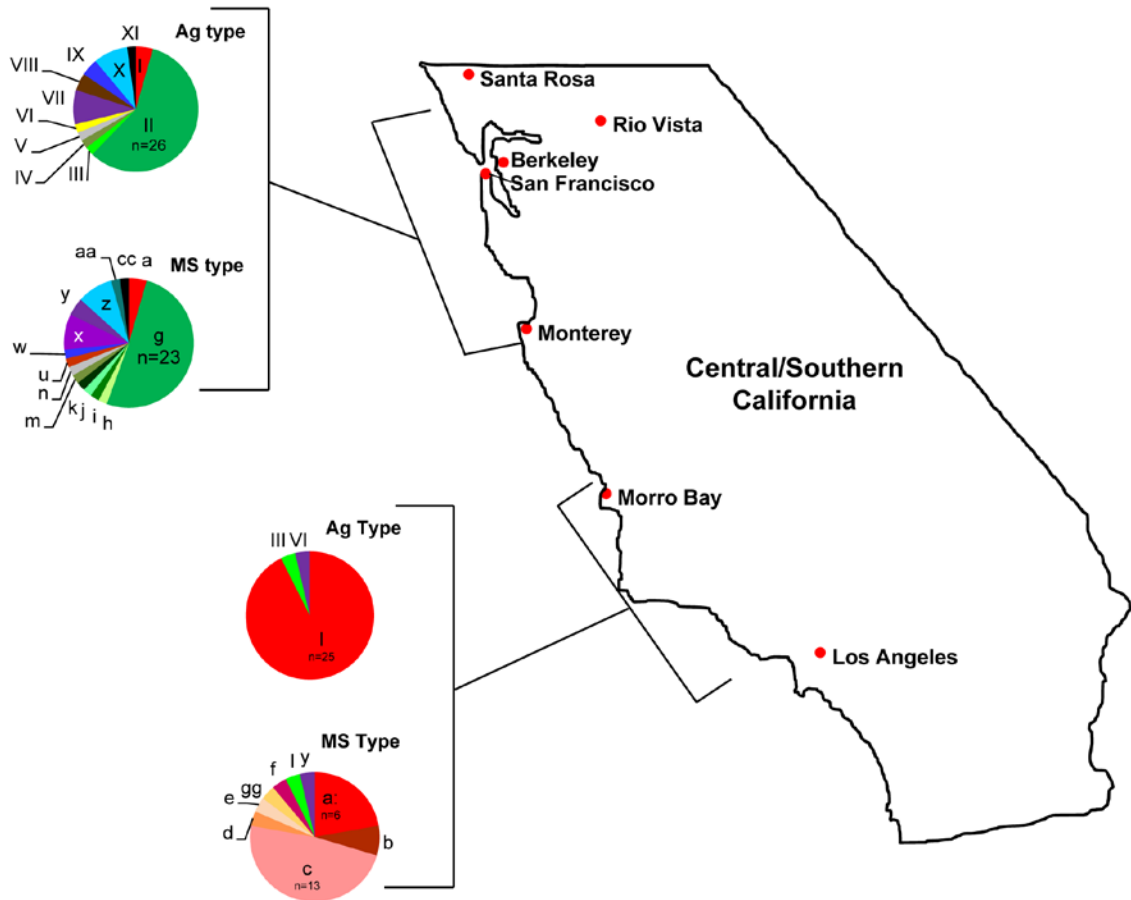 XI
Ag type
IX
VIII
X
I
VII
II
n=26
VI
V
IV
III
aa
cc
a
MS type
y
z
x
g
n=23
w
u
n
m
k
j
i
h
Santa Rosa
Rio Vista
Berkeley
San Francisco
Monterey
Central/Southern
California
Morro Bay
Los Angeles
Ag Type
III
VI
I
n=25
MS Type
f
l
y
gg
e
d
a:
n=6
b
c
n=13